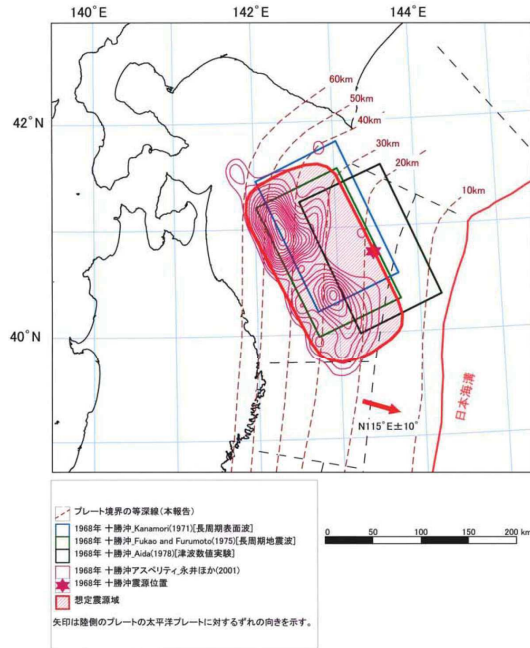 140°E
142°E
144°E
60km
50km
40km
42°N
30km
20km
10km
40°N
日本海溝
N115°E±10°
プレート境界の等深線(本報告)
1968年 十勝沖_Kanamori(1971)[長周期表面波]
1968年 十勝沖_Fukao and Furumoto(1975)[長周期地震波]
1968年 十勝沖_Aida(1978)[津波数値実験]
1968年 十勝沖アスペリティ_永井ほか(2001)
1968年 十勝沖震源位置
想定震源域
矢印は陸側のプレートの太平洋プレートに対するずれの向きを示す。
0 50 100 150 200 km